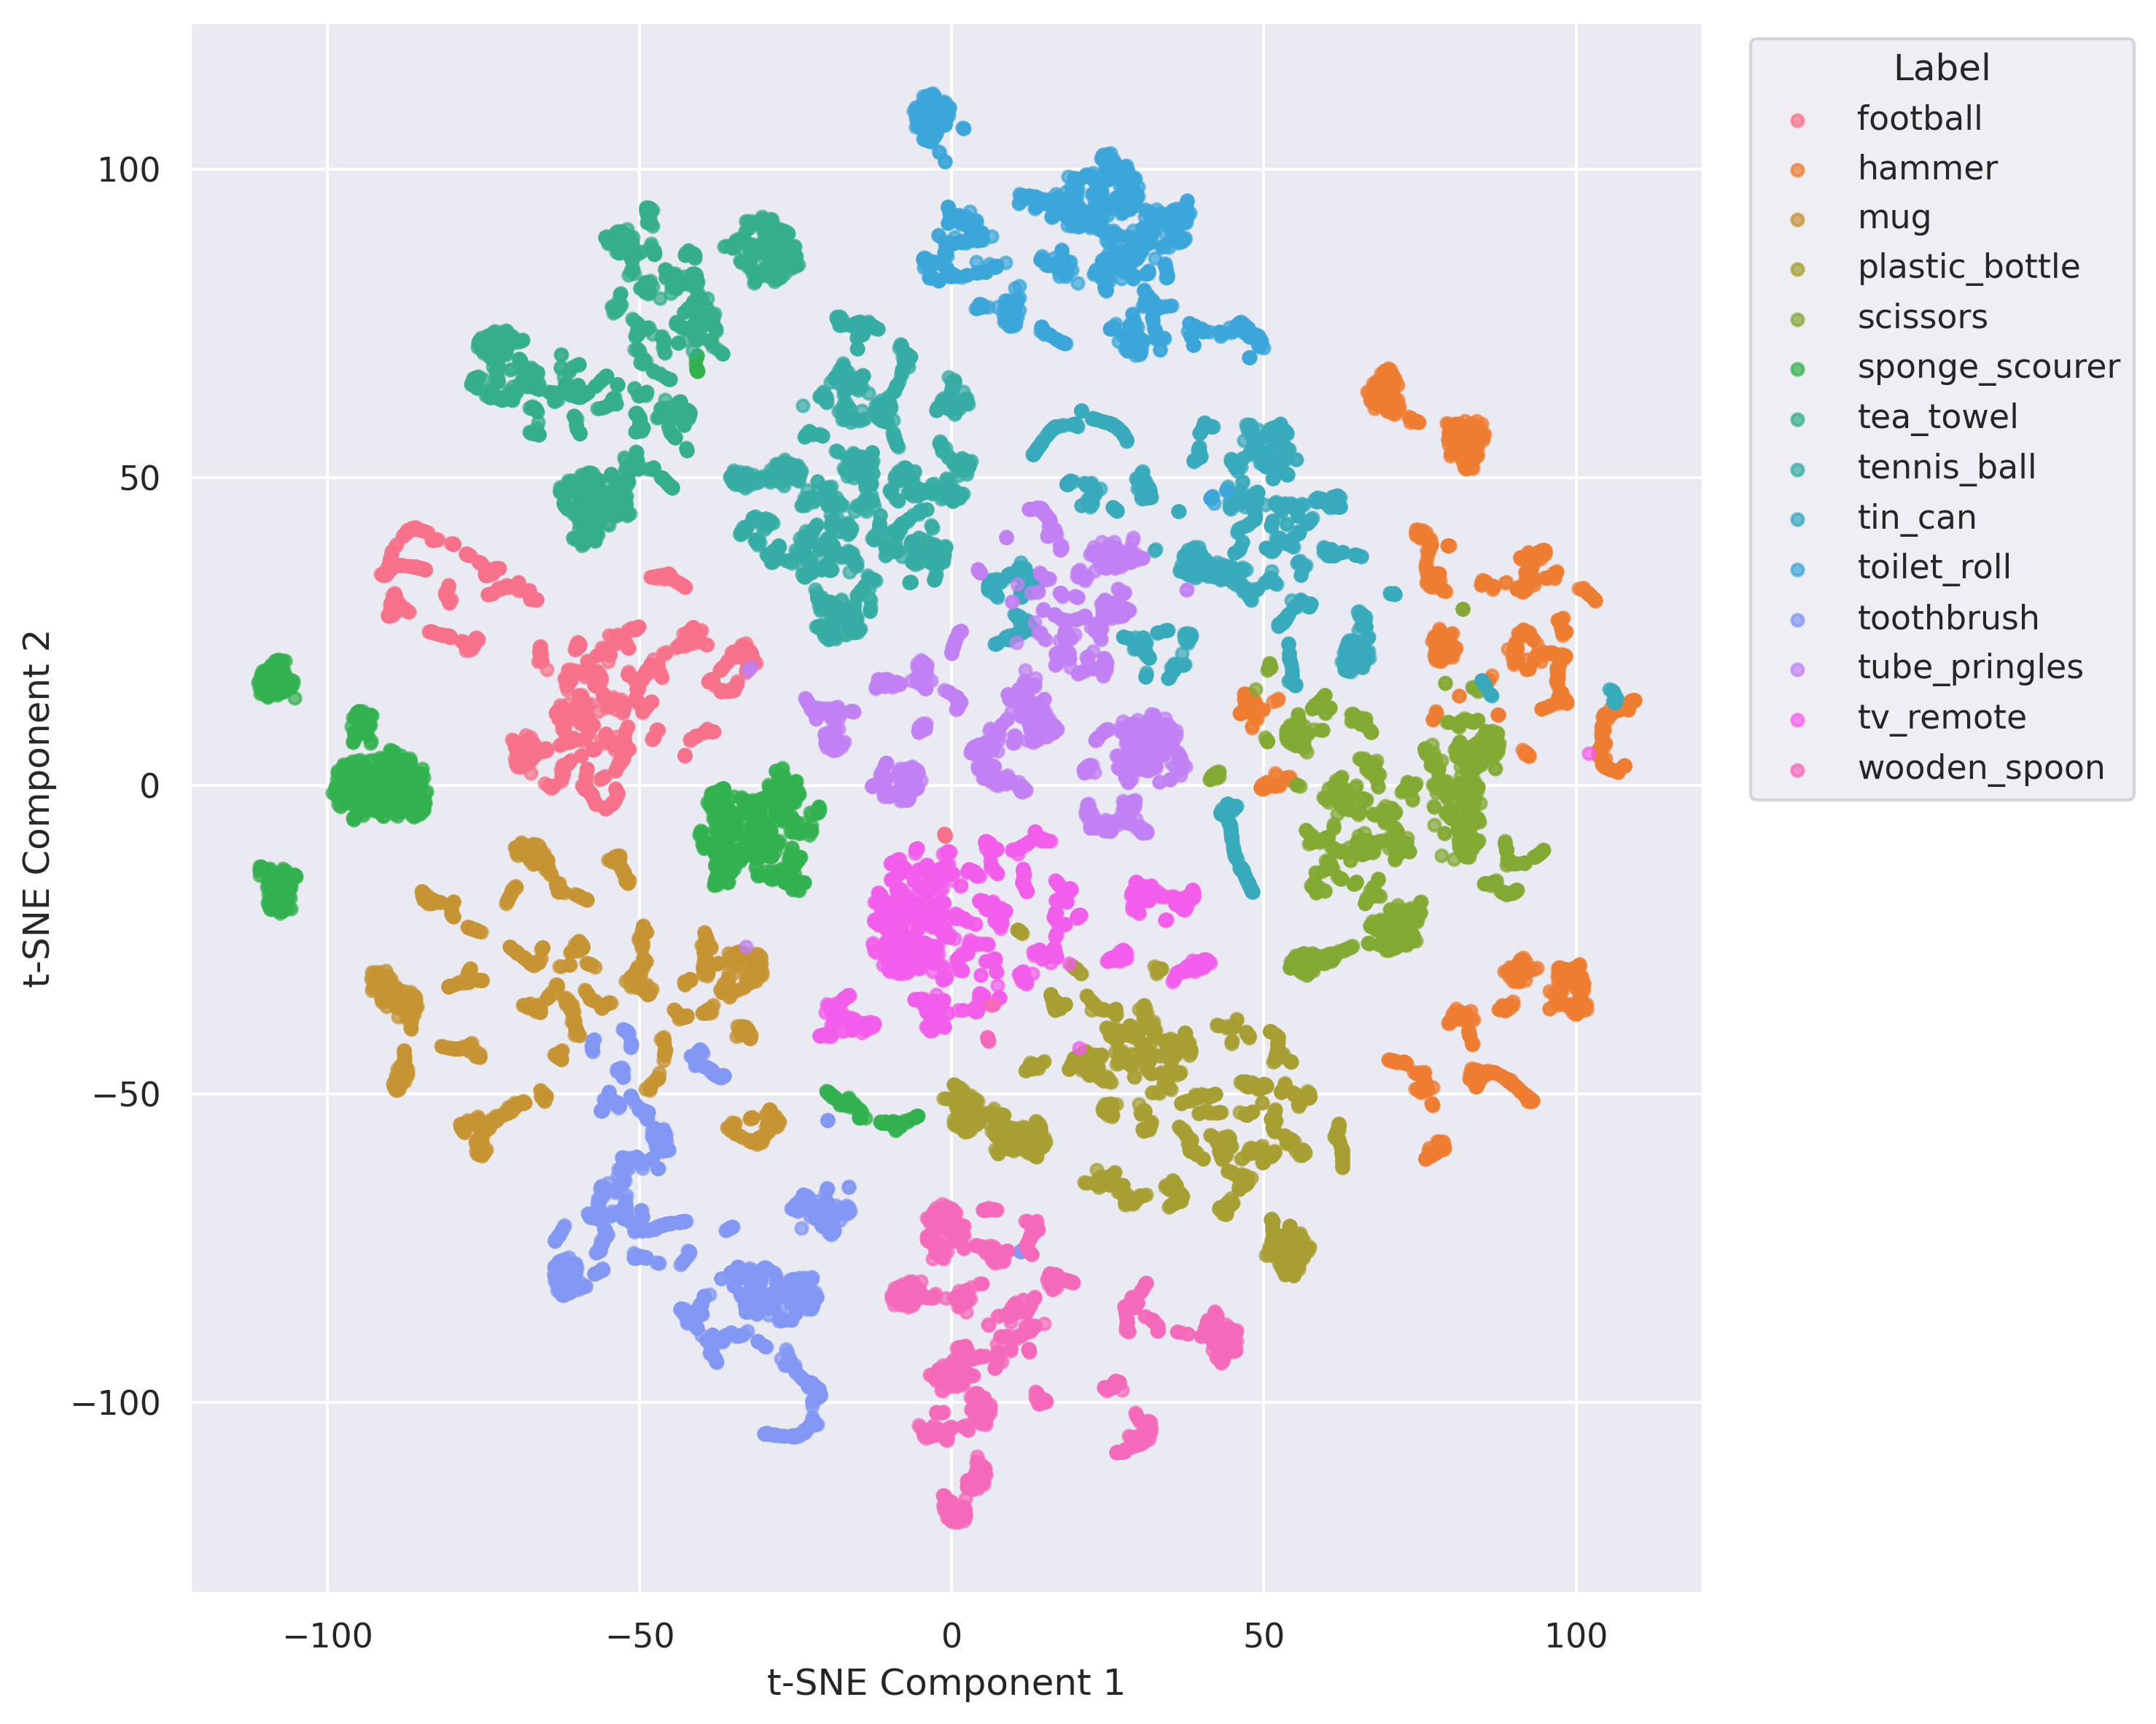 Label
football
hammer
mug
plastic_bottle
scissors
sponge_scourer
tea_towel
tennis_ball
tin_can
toilet_roll
toothbrush
tube_pringles
tv_remote
wooden_spoon
100
50
0
−50
−100
t-SNE Component 2
−100 −50 0 50 100
t-SNE Component 1